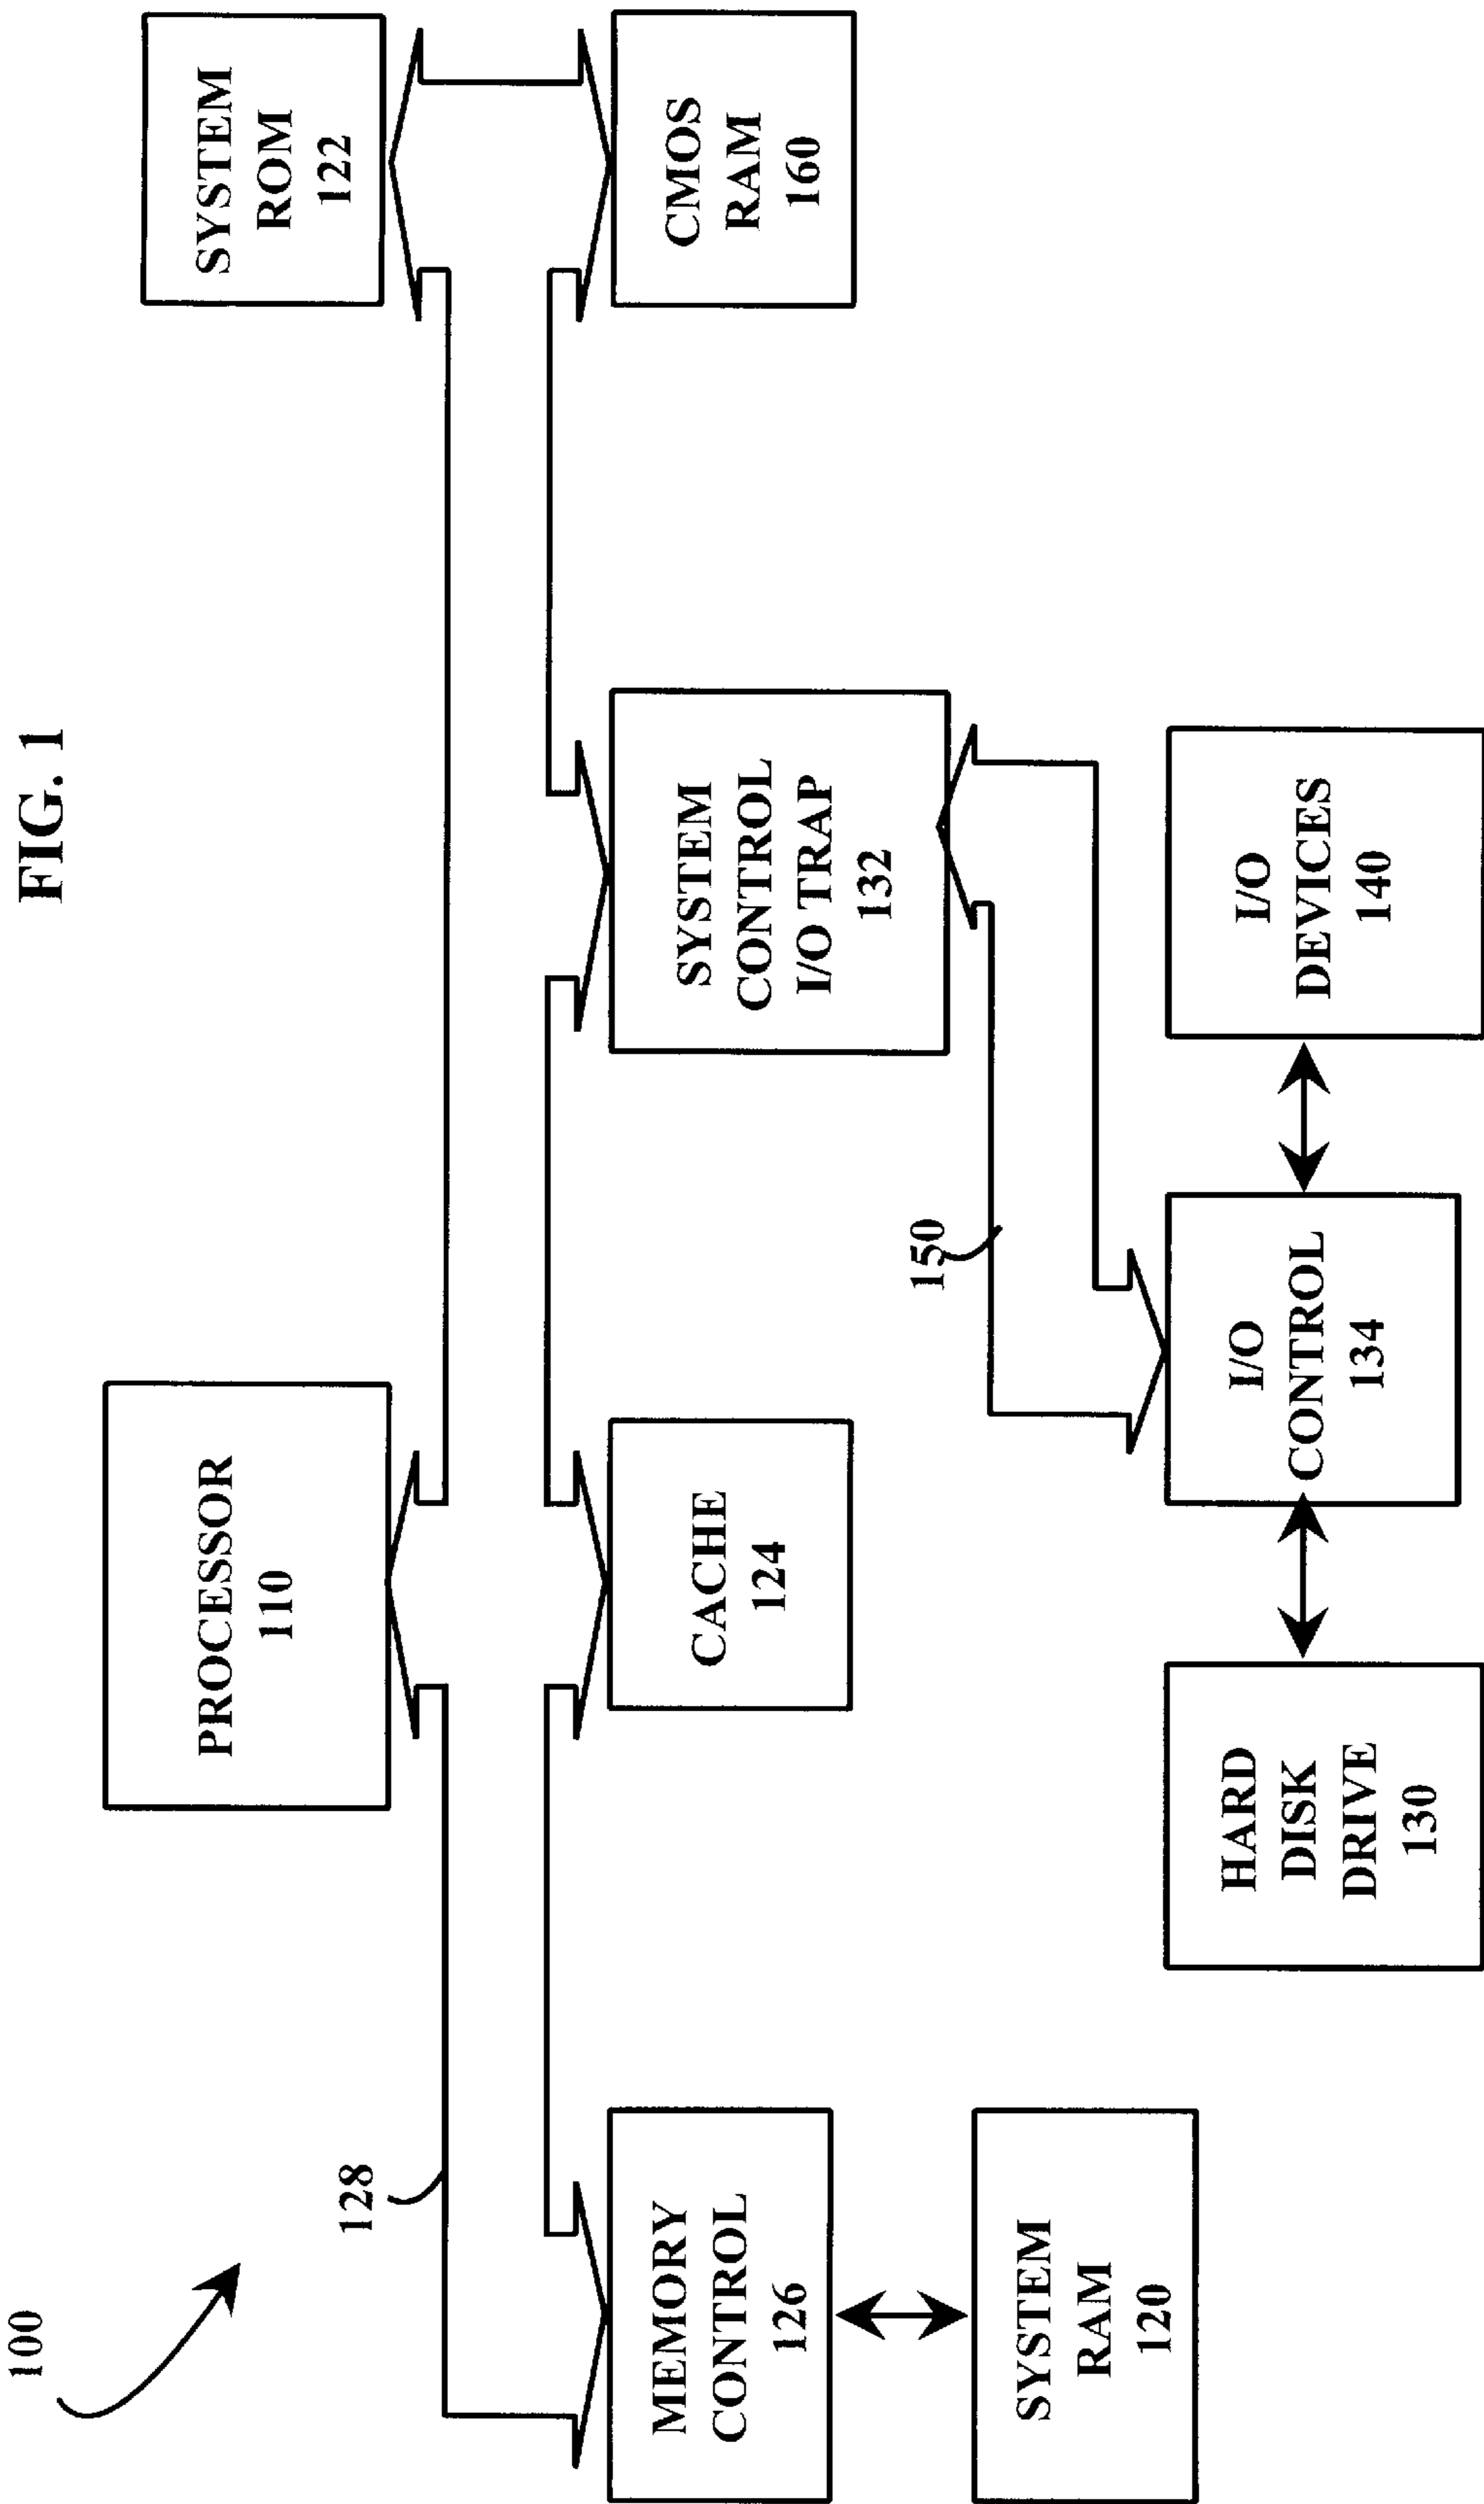 FIG. 1
100
128
PROCESSOR
110
SYSTEM
ROM
122
MEMORY
CONTROL
126
CACHE
124
SYSTEM
CONTROL
I/O TRAP
132
CMOS
RAM
160
150
SYSTEM
RAM
120
HARD
DISK
DRIVE
130
I/O
CONTROL
134
I/O
DEVICES
140